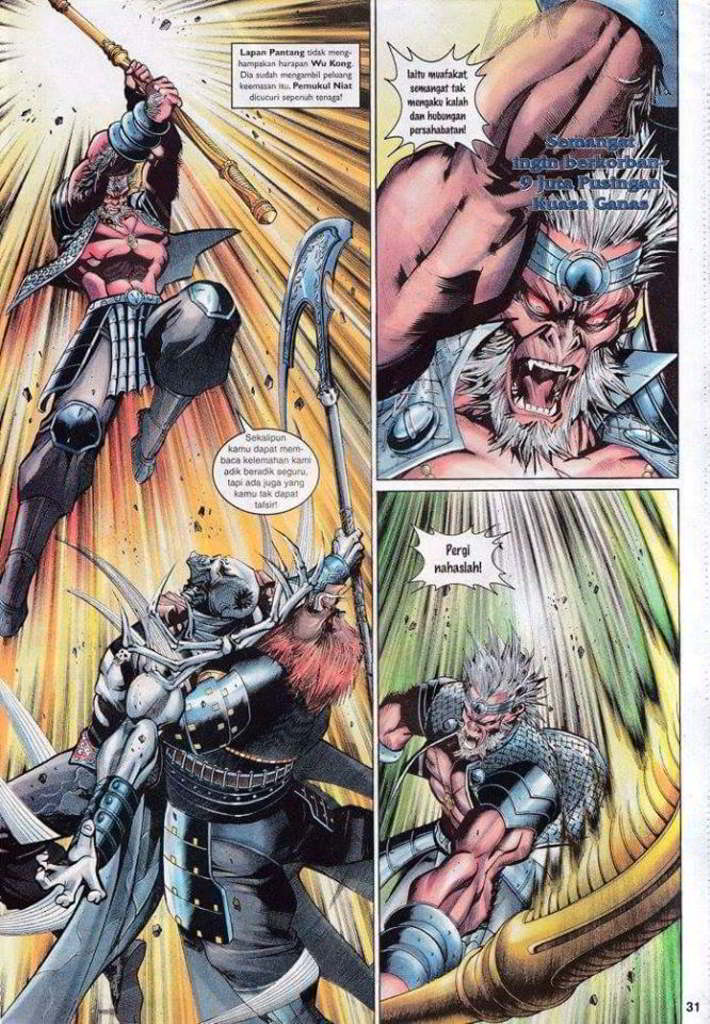 Lapan Pantang tidak meng-
hampakan harapan Wu Kong.
Dia sudah mengambil peluang
keemasan itu, Pemukul Niat
dicucuri sepenuh tenaga!
Sekalipun
kamu dapat mem-
baca kelemahan kami
adik beradik seguru,
tapi ada juga yang
kamu tak dapat
tafsir!
Iaitu muafakat,
semangat tak
mengaku kalah
dan hubungan
persahabatan!
Semangat
ingin berkorban-
9 Juta Pusingan
Kuasa Ganas
Pergi
nahaslah!
31